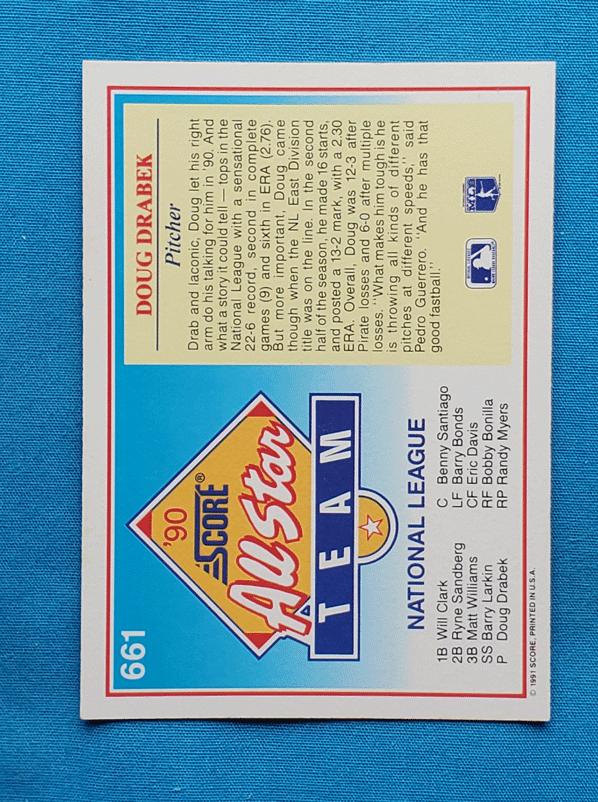 661
'90
SCORE®
All Star
TEAM
NATIONAL LEAGUE
1B Will Clark
2B Ryne Sandberg
3B Matt Williams
SS Barry Larkin
P Doug Drabek
C Benny Santiago
LF Barry Bonds
CF Eric Davis
RF Bobby Bonilla
RP Randy Myers
DOUG DRABEK
Pitcher
Drab and laconic, Doug let his right
arm do his talking for him in '90. And
what a story it could tell — tops in the
National League with a sensational
22-6 record, second in complete
games (9) and sixth in ERA (2.76).
But more important, Doug came
though when the NL East Division
title was on the line. In the second
half of the season, he made 16 starts,
and posted a 13-2 mark, with a 2.30
ERA. Overall, Doug was 12-3 after
Pirate losses and 6-0 after multiple
losses. "What makes him tough is he
is throwing all kinds of different
pitches at different speeds," said
Pedro Guerrero. "And he has that
good fastball."
© 1991 SCORE, PRINTED IN U.S.A.